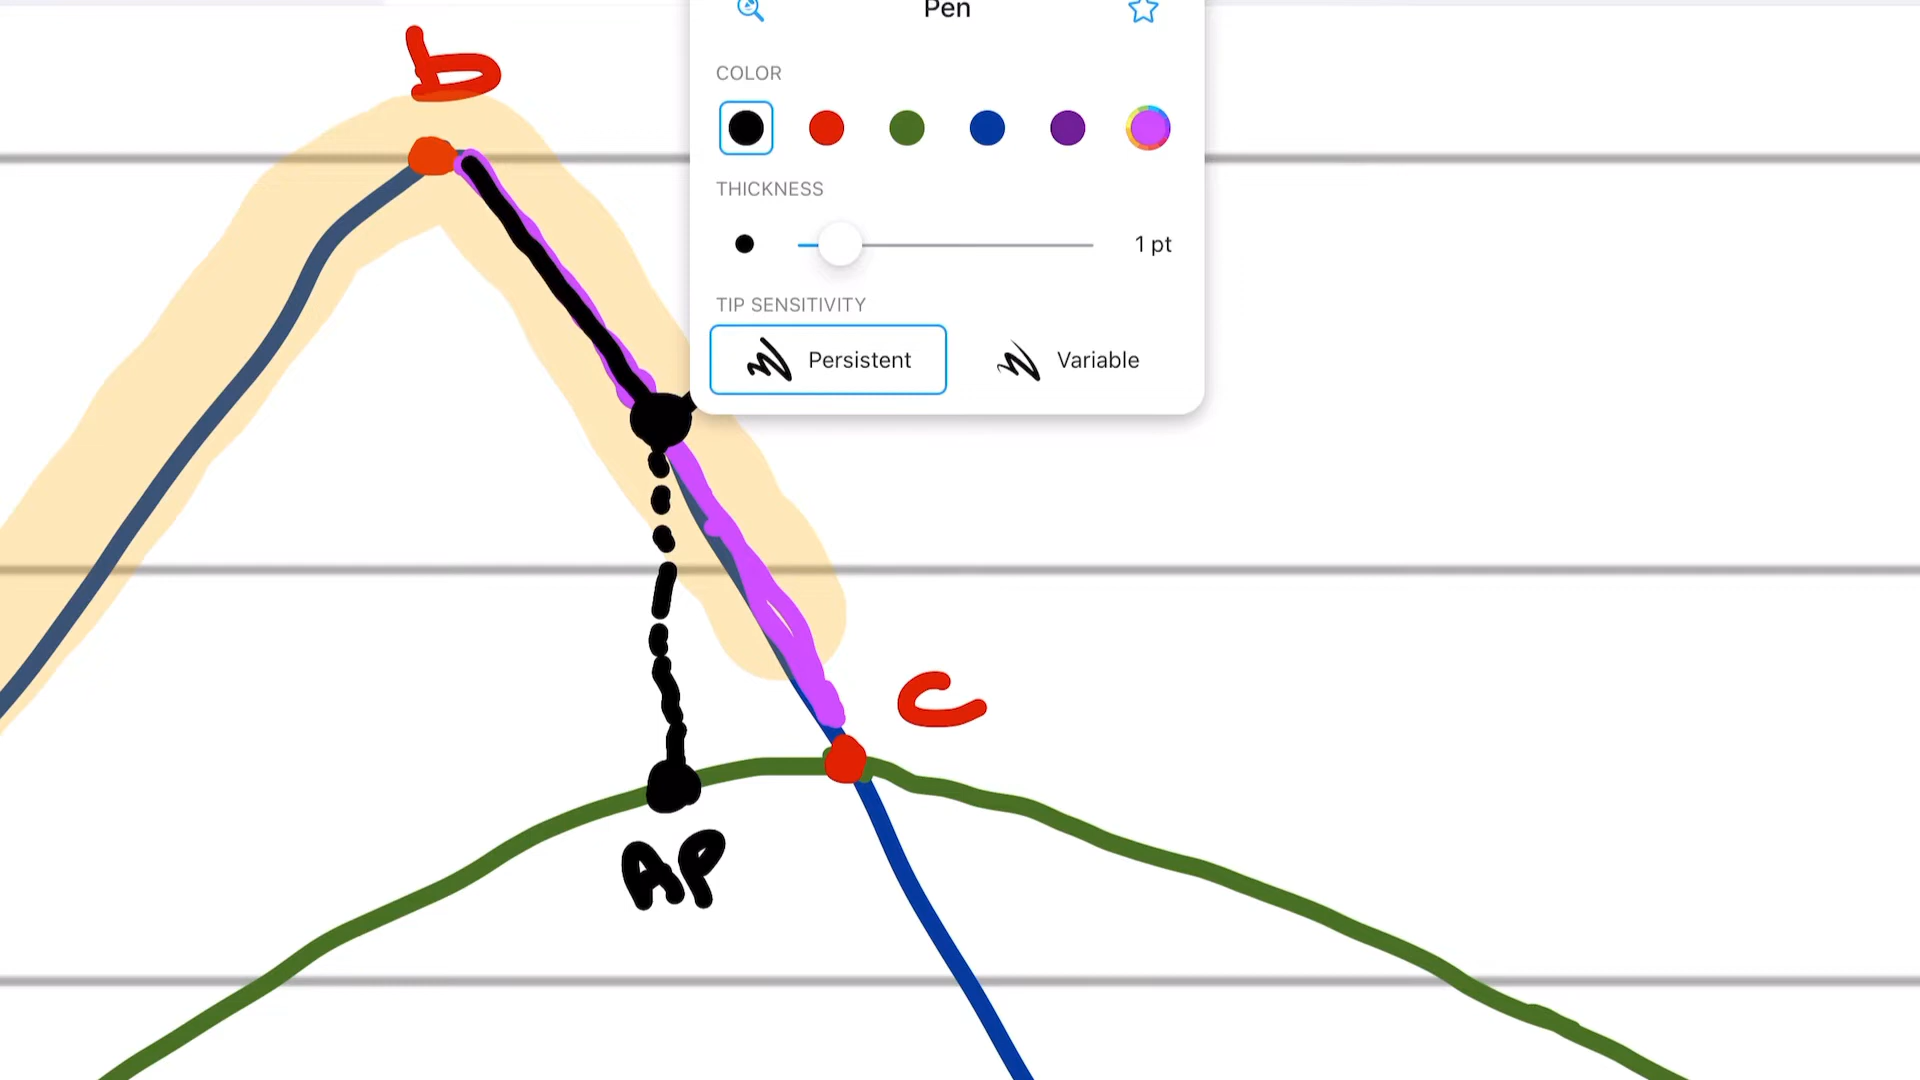 b
Pen
COLOR
THICKNESS
1 pt
TIP SENSITIVITY
Persistent
Variable
c
AP